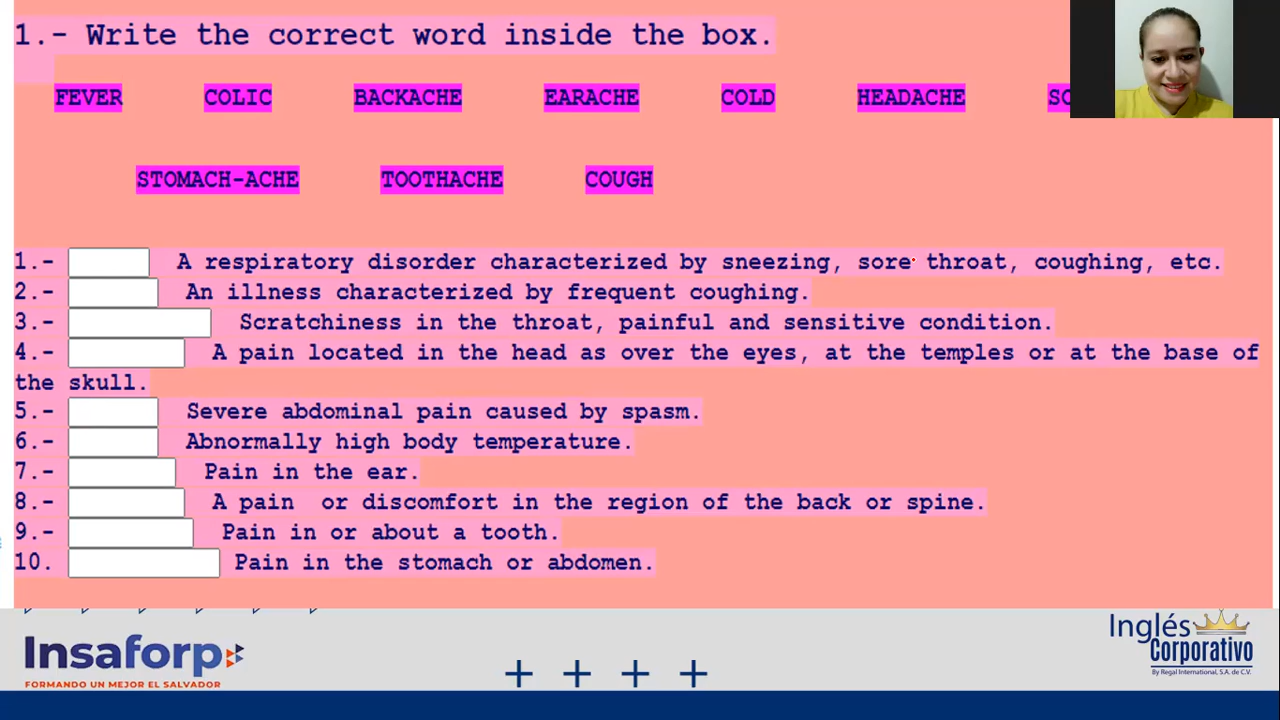 1.- Write the correct word inside the box.
FEVER COLIC BACKACHE EARACHE COLD HEADACHE
STOMACH-ACHE TOOTHACHE COUGH
1.- A respiratory disorder characterized by sneezing, sore throat, coughing, etc.
2.- An illness characterized by frequent coughing.
3.- Scratchiness in the throat, painful and sensitive condition.
4.- A pain located in the head as over the eyes, at the temples or at the base of
the skull.
5.- Severe abdominal pain caused by spasm.
6.- Abnormally high body temperature.
7.- Pain in the ear.
8.- A pain or discomfort in the region of the back or spine.
9.- Pain in or about a tooth.
10. Pain in the stomach or abdomen.
Insaforp
FORMANDO UN MEJOR EL SALVADOR
Inglés
Corporativo
By Regal International, S.A. de C.V.